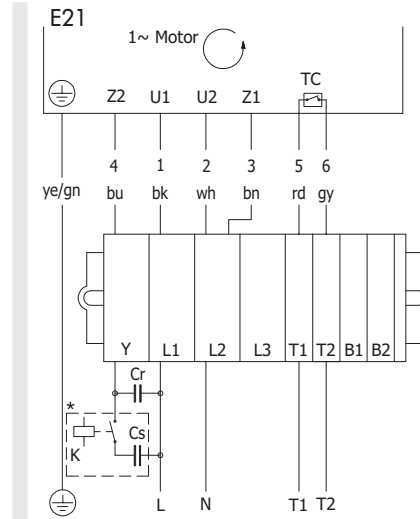 E21
1~ Motor
TC
Z2 U1 U2 Z1
4 1 2 3 5 6
ye/gn bu bk wh bn rd gy
Y L1 L2 L3 T1 T2 B1 B2
Cr
*
K Cs
L N T1 T2